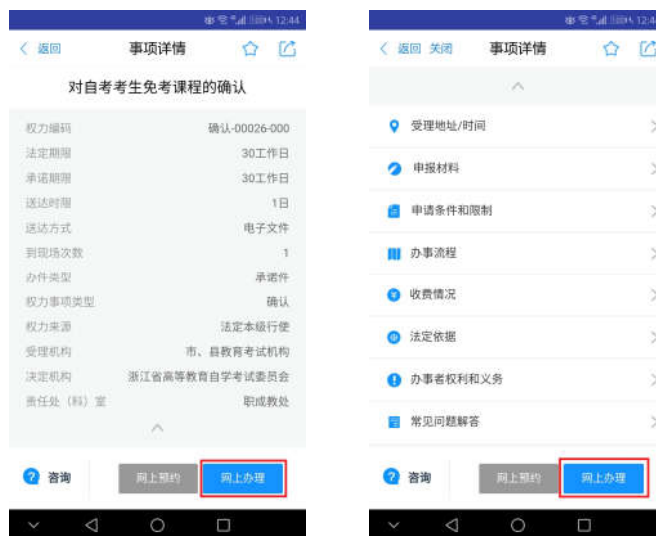 12:44
返回
事项详情
对自考考生免考课程的确认
权力编码 确认-00026-000
法定期限 30工作日
承诺期限 30工作日
送达时限 1日
送达方式 电子文件
到现场次数 1
办件类型 承诺件
权力事项类型 确认
权力来源 法定本级行使
受理机构 市、县教育考试机构
决定机构 浙江省高等教育自学考试委员会
责任处（科）室 职成教处
咨询
网上预约
网上办理
返回 关闭
事项详情
受理地址/时间
申报材料
申请条件和限制
办事流程
收费情况
法定依据
办事者权利和义务
常见问题解答
咨询
网上预约
网上办理